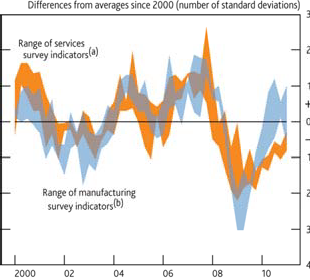 Differences from averages since 2000 (number of standard deviations)
3
Range of services
survey indicators(a)
2
1
+
0
–
1
Range of manufacturing
survey indicators(b)
2
3
4
2000 02 04 06 08 10